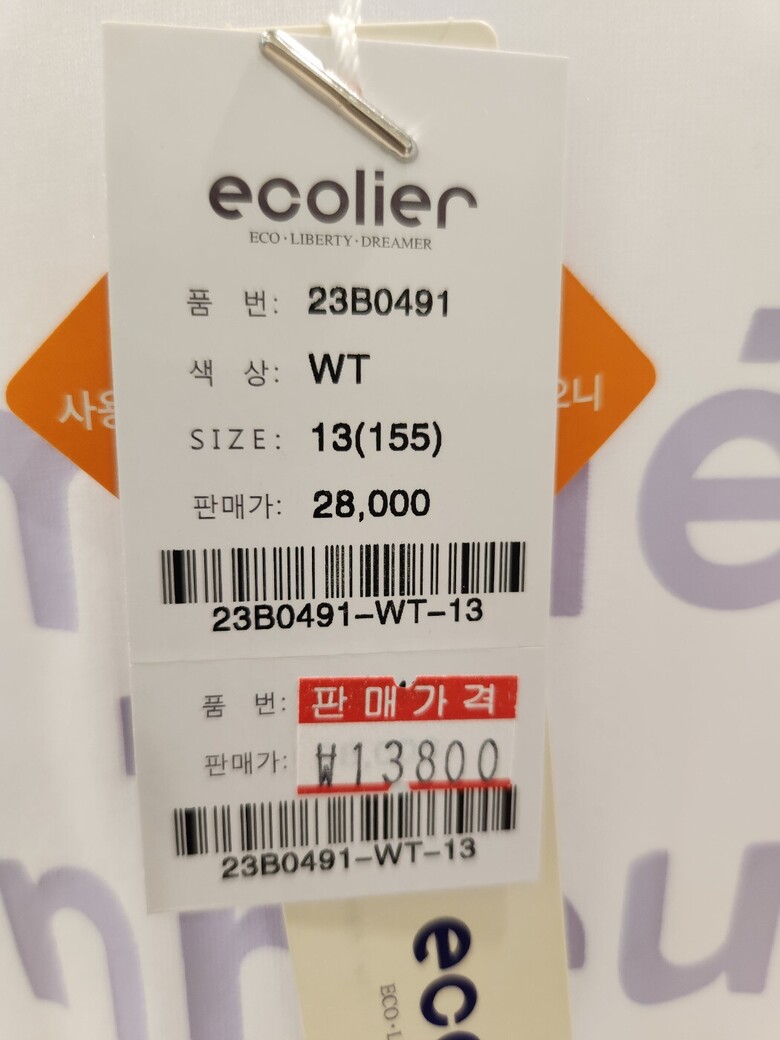 ecolier
ECO·LIBERTY·DREAMER
품 번: 23B0491
색 상: WT
SIZE: 13(155)
판매가: 28,000
23B0491-WT-13
품 번: 판매가격
판매가: ₩13800
23B0491-WT-13